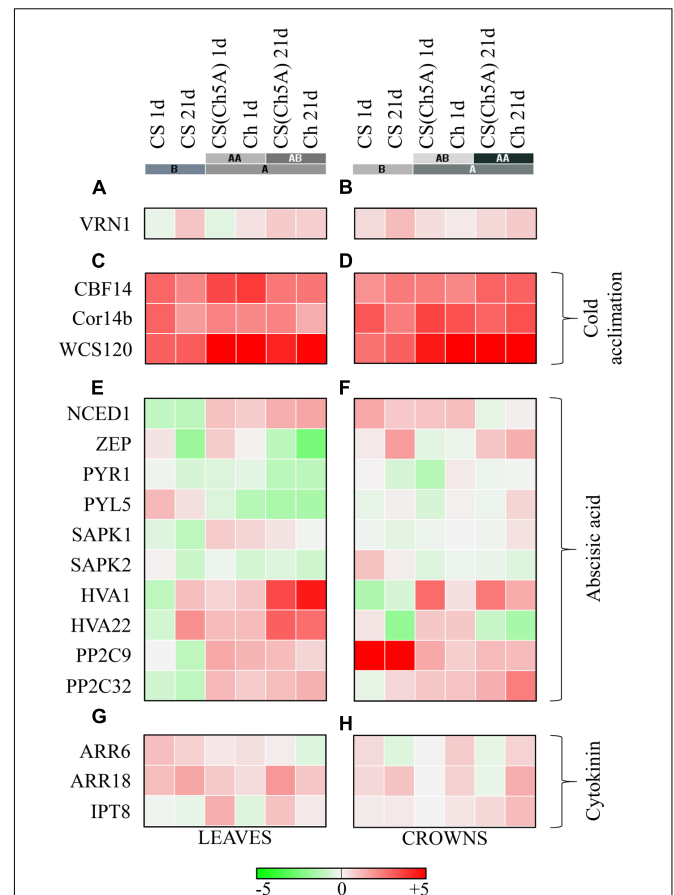 CS 1d
CS 21d
CS(Ch5A) 1d
Ch 1d
CS(Ch5A) 21d
Ch 21d
CS 1d
CS 21d
CS(Ch5A) 1d
Ch 1d
CS(Ch5A) 21d
Ch 21d
AA AB
B A
AB AA
B A
A B
VRN1
C D
CBF14
Cor14b
WCS120
Cold
acclimation
E F
NCED1
ZEP
PYR1
PYL5
SAPK1
SAPK2
HVA1
HVA22
PP2C9
PP2C32
Abscisic acid
G H
ARR6
ARR18
IPT8
Cytokinin
LEAVES CROWNS
-5 0 +5